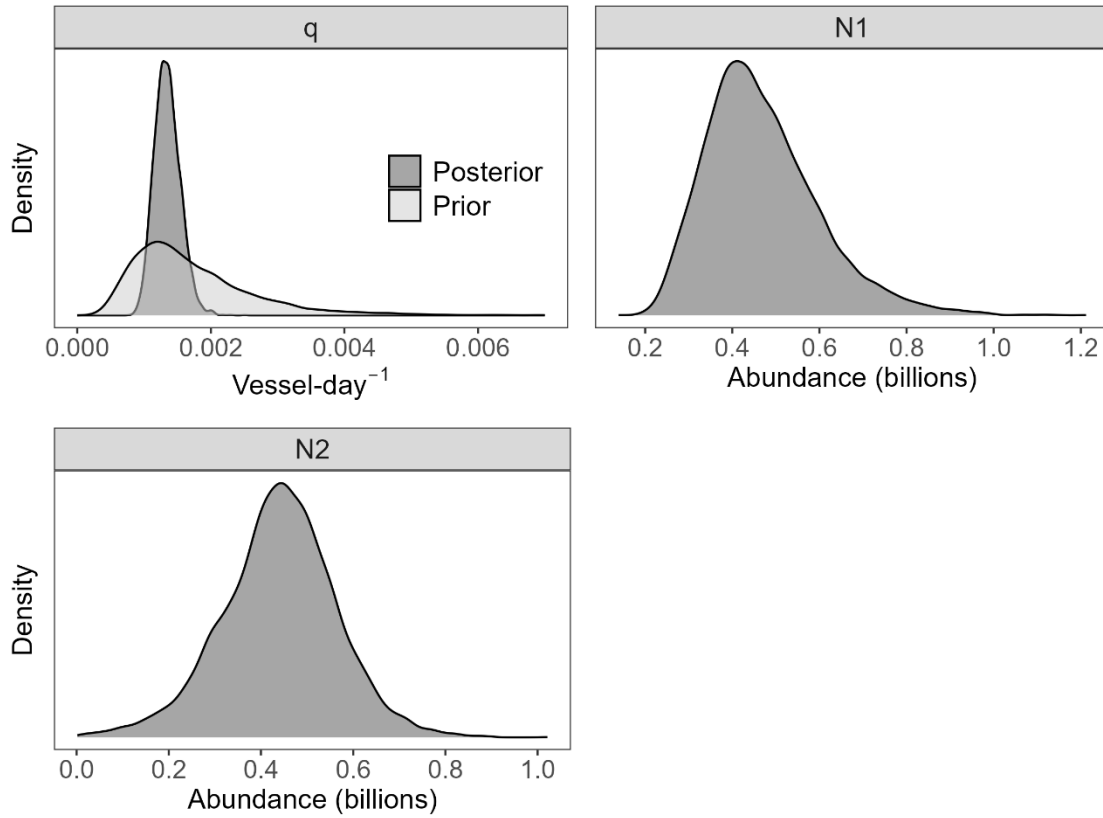 q
N1
Density
Posterior
Prior
0.000 0.002 0.004 0.006
Vessel-day⁻¹
0.2 0.4 0.6 0.8 1.0 1.2
Abundance (billions)
N2
Density
0.0 0.2 0.4 0.6 0.8 1.0
Abundance (billions)